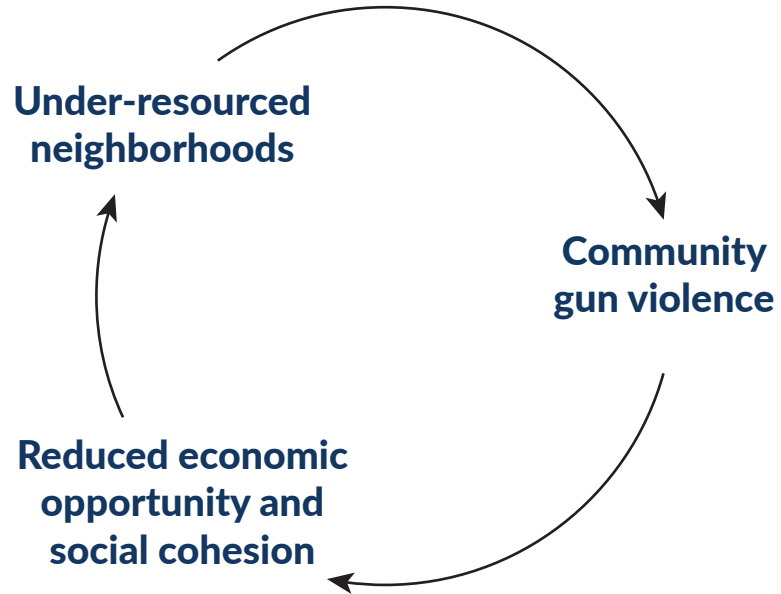 Under-resourced
neighborhoods
Community
gun violence
Reduced economic
opportunity and
social cohesion